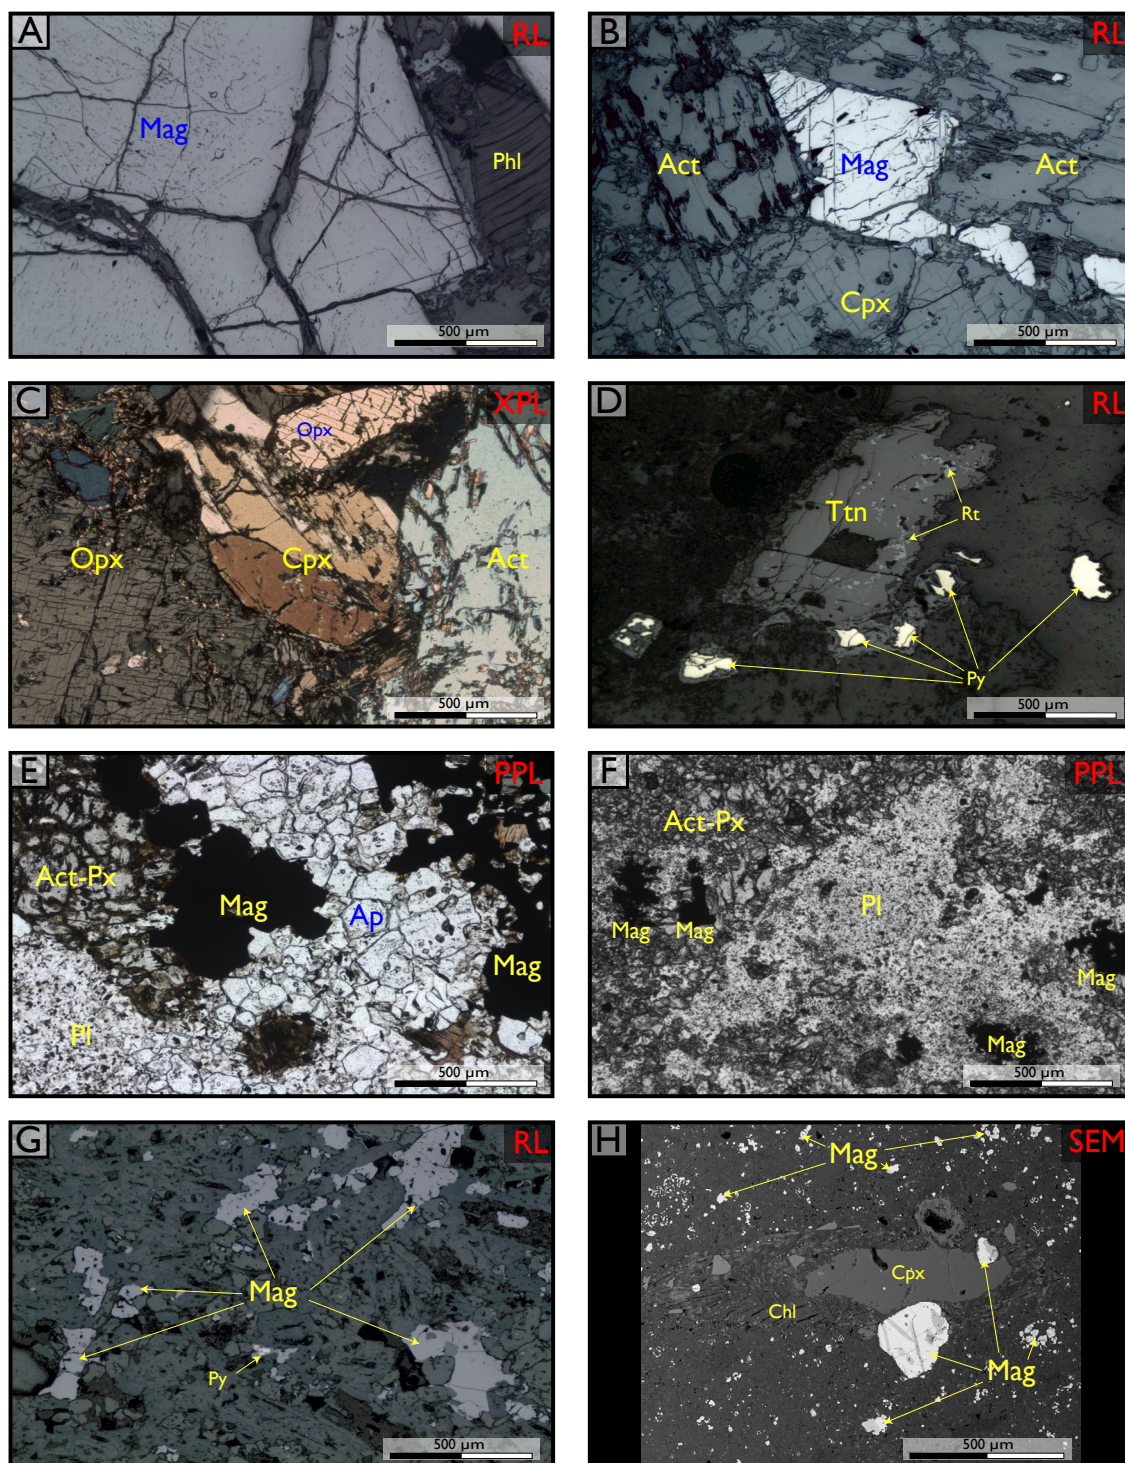 A
RL
Mag
Phl
500 µm
B
RL
Act
Mag
Act
Cpx
500 µm
C
XPL
Opx
Opx
Cpx
Act
500 µm
D
RL
Ttn
Rt
Py
500 µm
E
PPL
Act-Px
Mag
Ap
Mag
Pl
500 µm
F
PPL
Act-Px
Pl
Mag
Mag
Mag
Mag
500 µm
G
RL
Mag
Py
500 µm
H
SEM
Mag
Cpx
Chl
Mag
500 µm